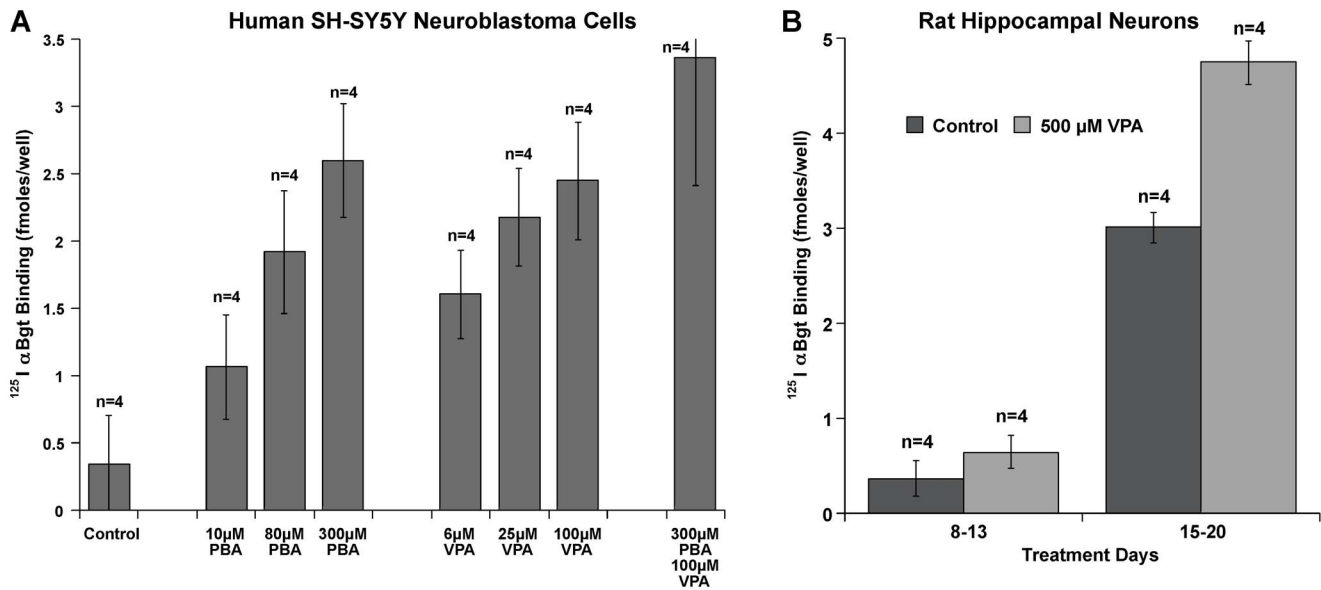 A
Human SH-SY5Y Neuroblastoma Cells
¹²⁵I αBgt Binding (fmoles/well)
3.5
3
2.5
2
1.5
1
0.5
0
n=4
n=4
n=4
n=4
n=4
n=4
n=4
n=4
Control
10µM
PBA
80µM
PBA
300µM
PBA
6µM
VPA
25µM
VPA
100µM
VPA
300µM
PBA
100µM
VPA
B
Rat Hippocampal Neurons
¹²⁵I αBgt Binding (fmoles/well)
5
4
3
2
1
0
Control
500 µM VPA
n=4
n=4
n=4
n=4
8-13
15-20
Treatment Days